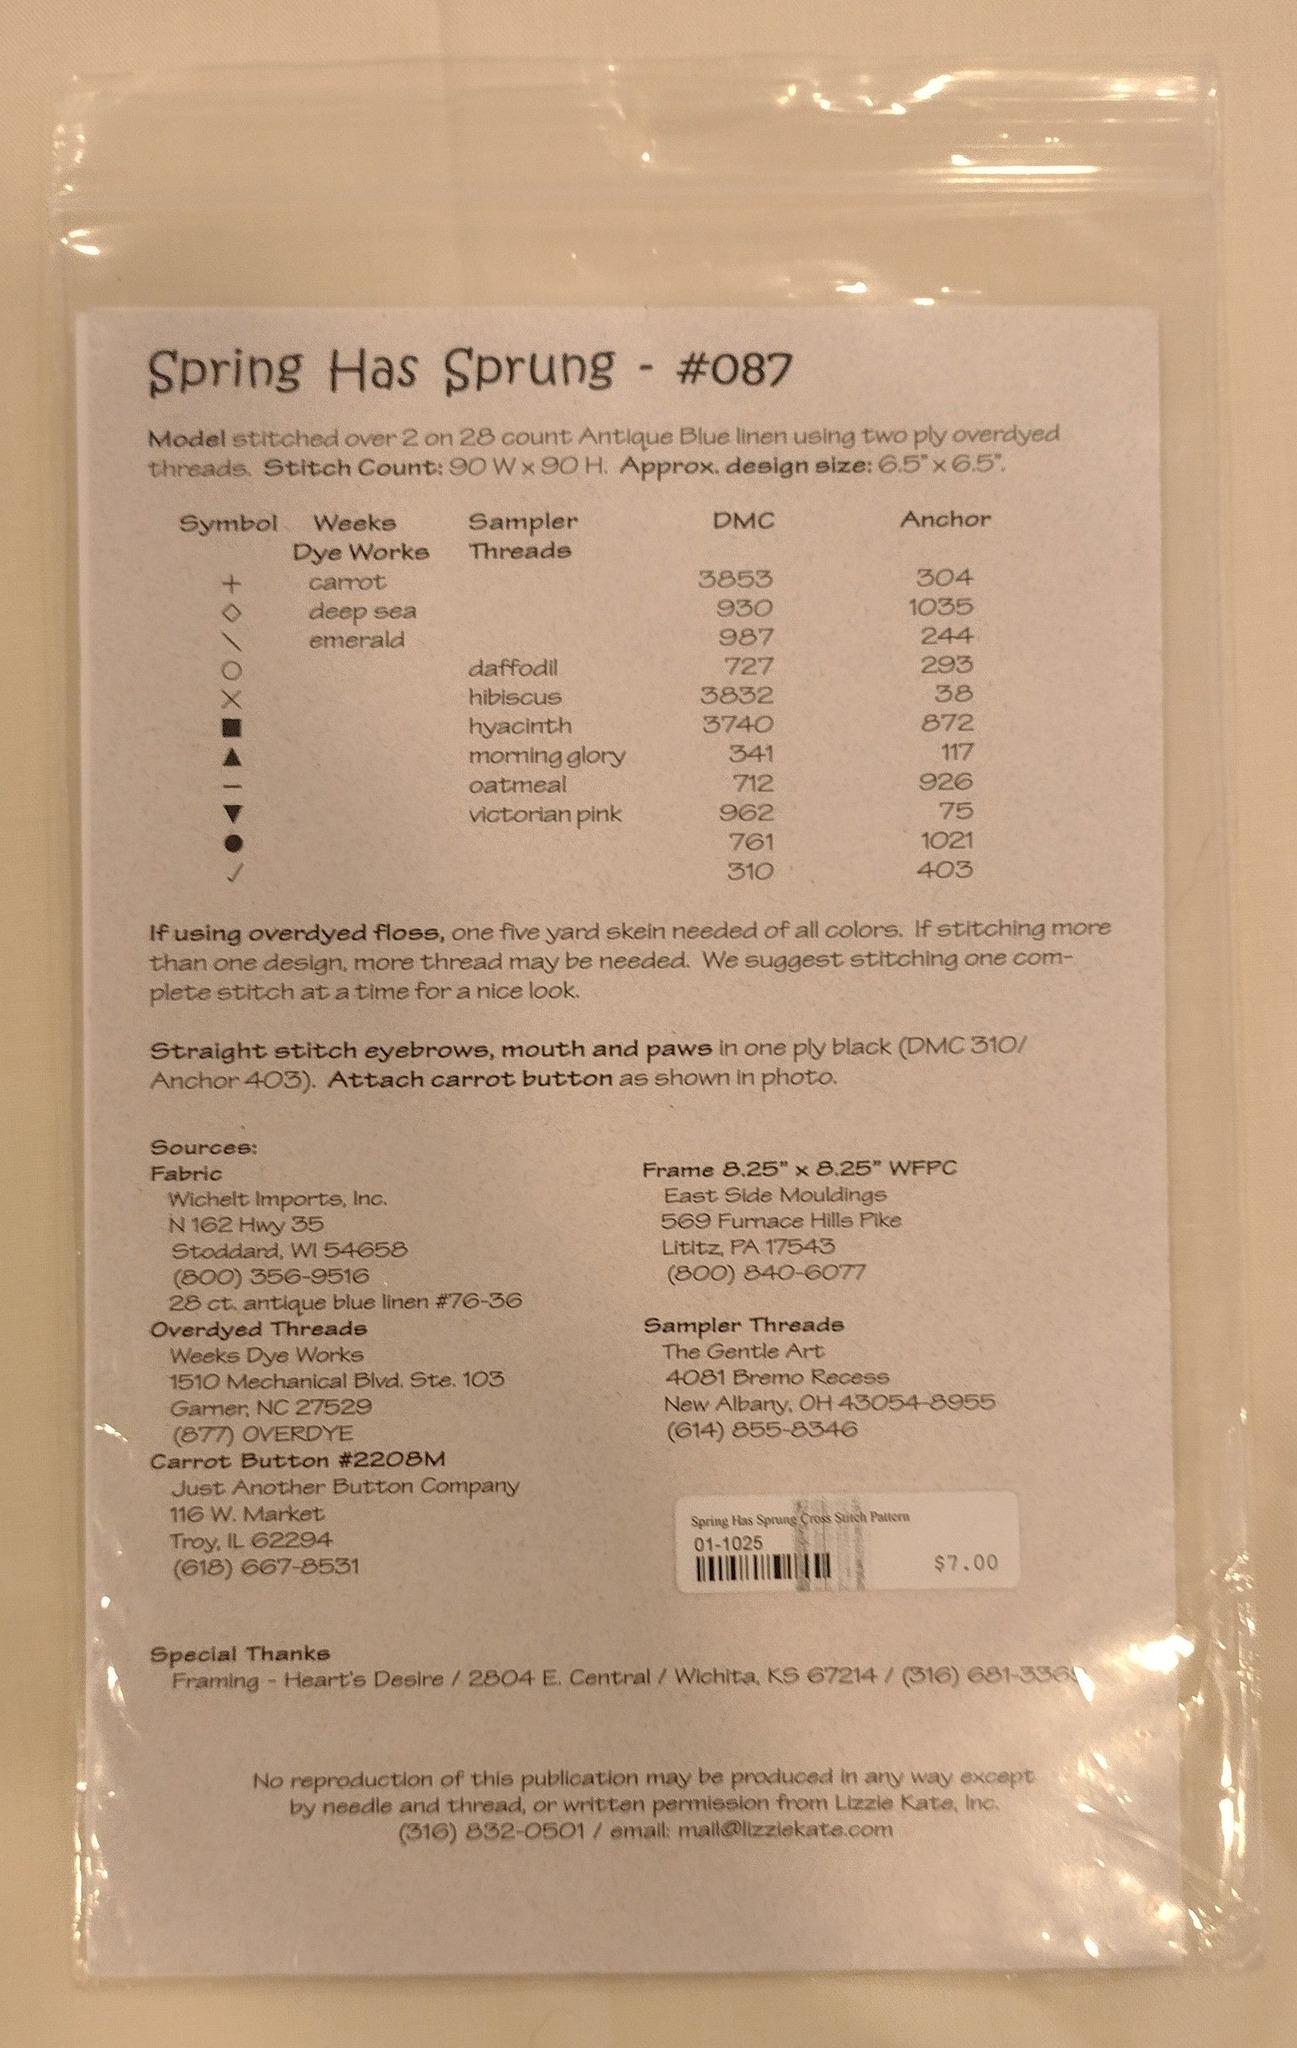 Spring Has Sprung - #087
Model stitched over 2 on 28 count Antique Blue linen using two ply overdyed
threads. Stitch Count: 90 W x 90 H. Approx. design size: 6.5" x 6.5".
Symbol Weeks Sampler DMC Anchor
Dye Works Threads
+ carrot 3853 304
◇ deep sea 930 1035
\ emerald 987 244
○ daffodil 727 293
× hibiscus 3832 38
■ hyacinth 3740 872
▲ morning glory 341 117
— oatmeal 712 926
▼ victorian pink 962 75
● 761 1021
✓ 310 403
If using overdyed floss, one five yard skein needed of all colors. If stitching more
than one design, more thread may be needed. We suggest stitching one com-
plete stitch at a time for a nice look.
Straight stitch eyebrows, mouth and paws in one ply black (DMC 310/
Anchor 403). Attach carrot button as shown in photo.
Sources:
Fabric
Wichelt Imports, Inc.
N 162 Hwy 35
Stoddard, WI 54658
(800) 356-9516
28 ct. antique blue linen #76-36
Overdyed Threads
Weeks Dye Works
1510 Mechanical Blvd. Ste. 103
Garner, NC 27529
(877) OVERDYE
Carrot Button #2208M
Just Another Button Company
116 W. Market
Troy, IL 62294
(618) 667-8531
Frame 8.25" x 8.25" WFPC
East Side Mouldings
569 Furnace Hills Pike
Lititz, PA 17543
(800) 840-6077
Sampler Threads
The Gentle Art
4081 Bremo Recess
New Albany, OH 43054-8955
(614) 855-8346
Spring Has Sprung Cross Stitch Pattern
01-1025
$7.00
Special Thanks
Framing - Heart's Desire / 2804 E. Central / Wichita, KS 67214 / (316)
No reproduction of this publication may be produced in any way except
by needle and thread, or written permission from Lizzie Kate, Inc.
(316) 832-0501 / email: mail@lizziekate.com